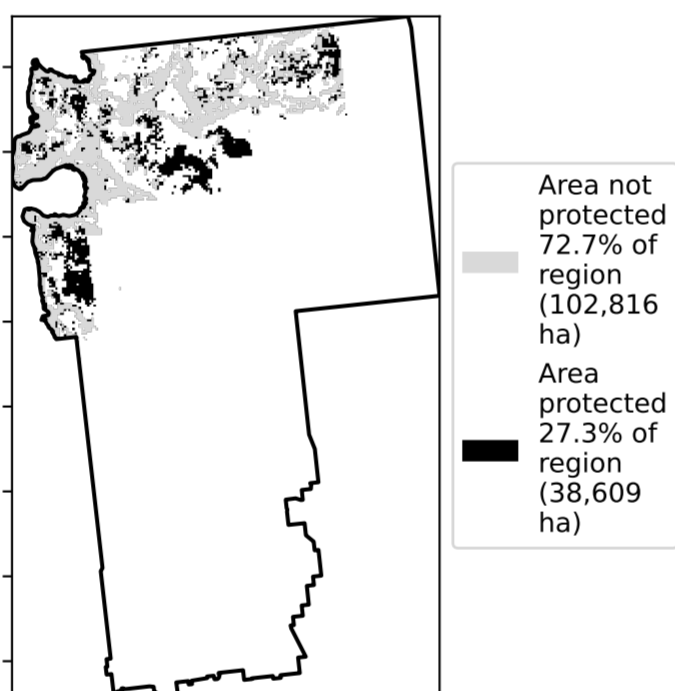 Area not
protected
72.7% of
region
(102,816
ha)
Area
protected
27.3% of
region
(38,609
ha)